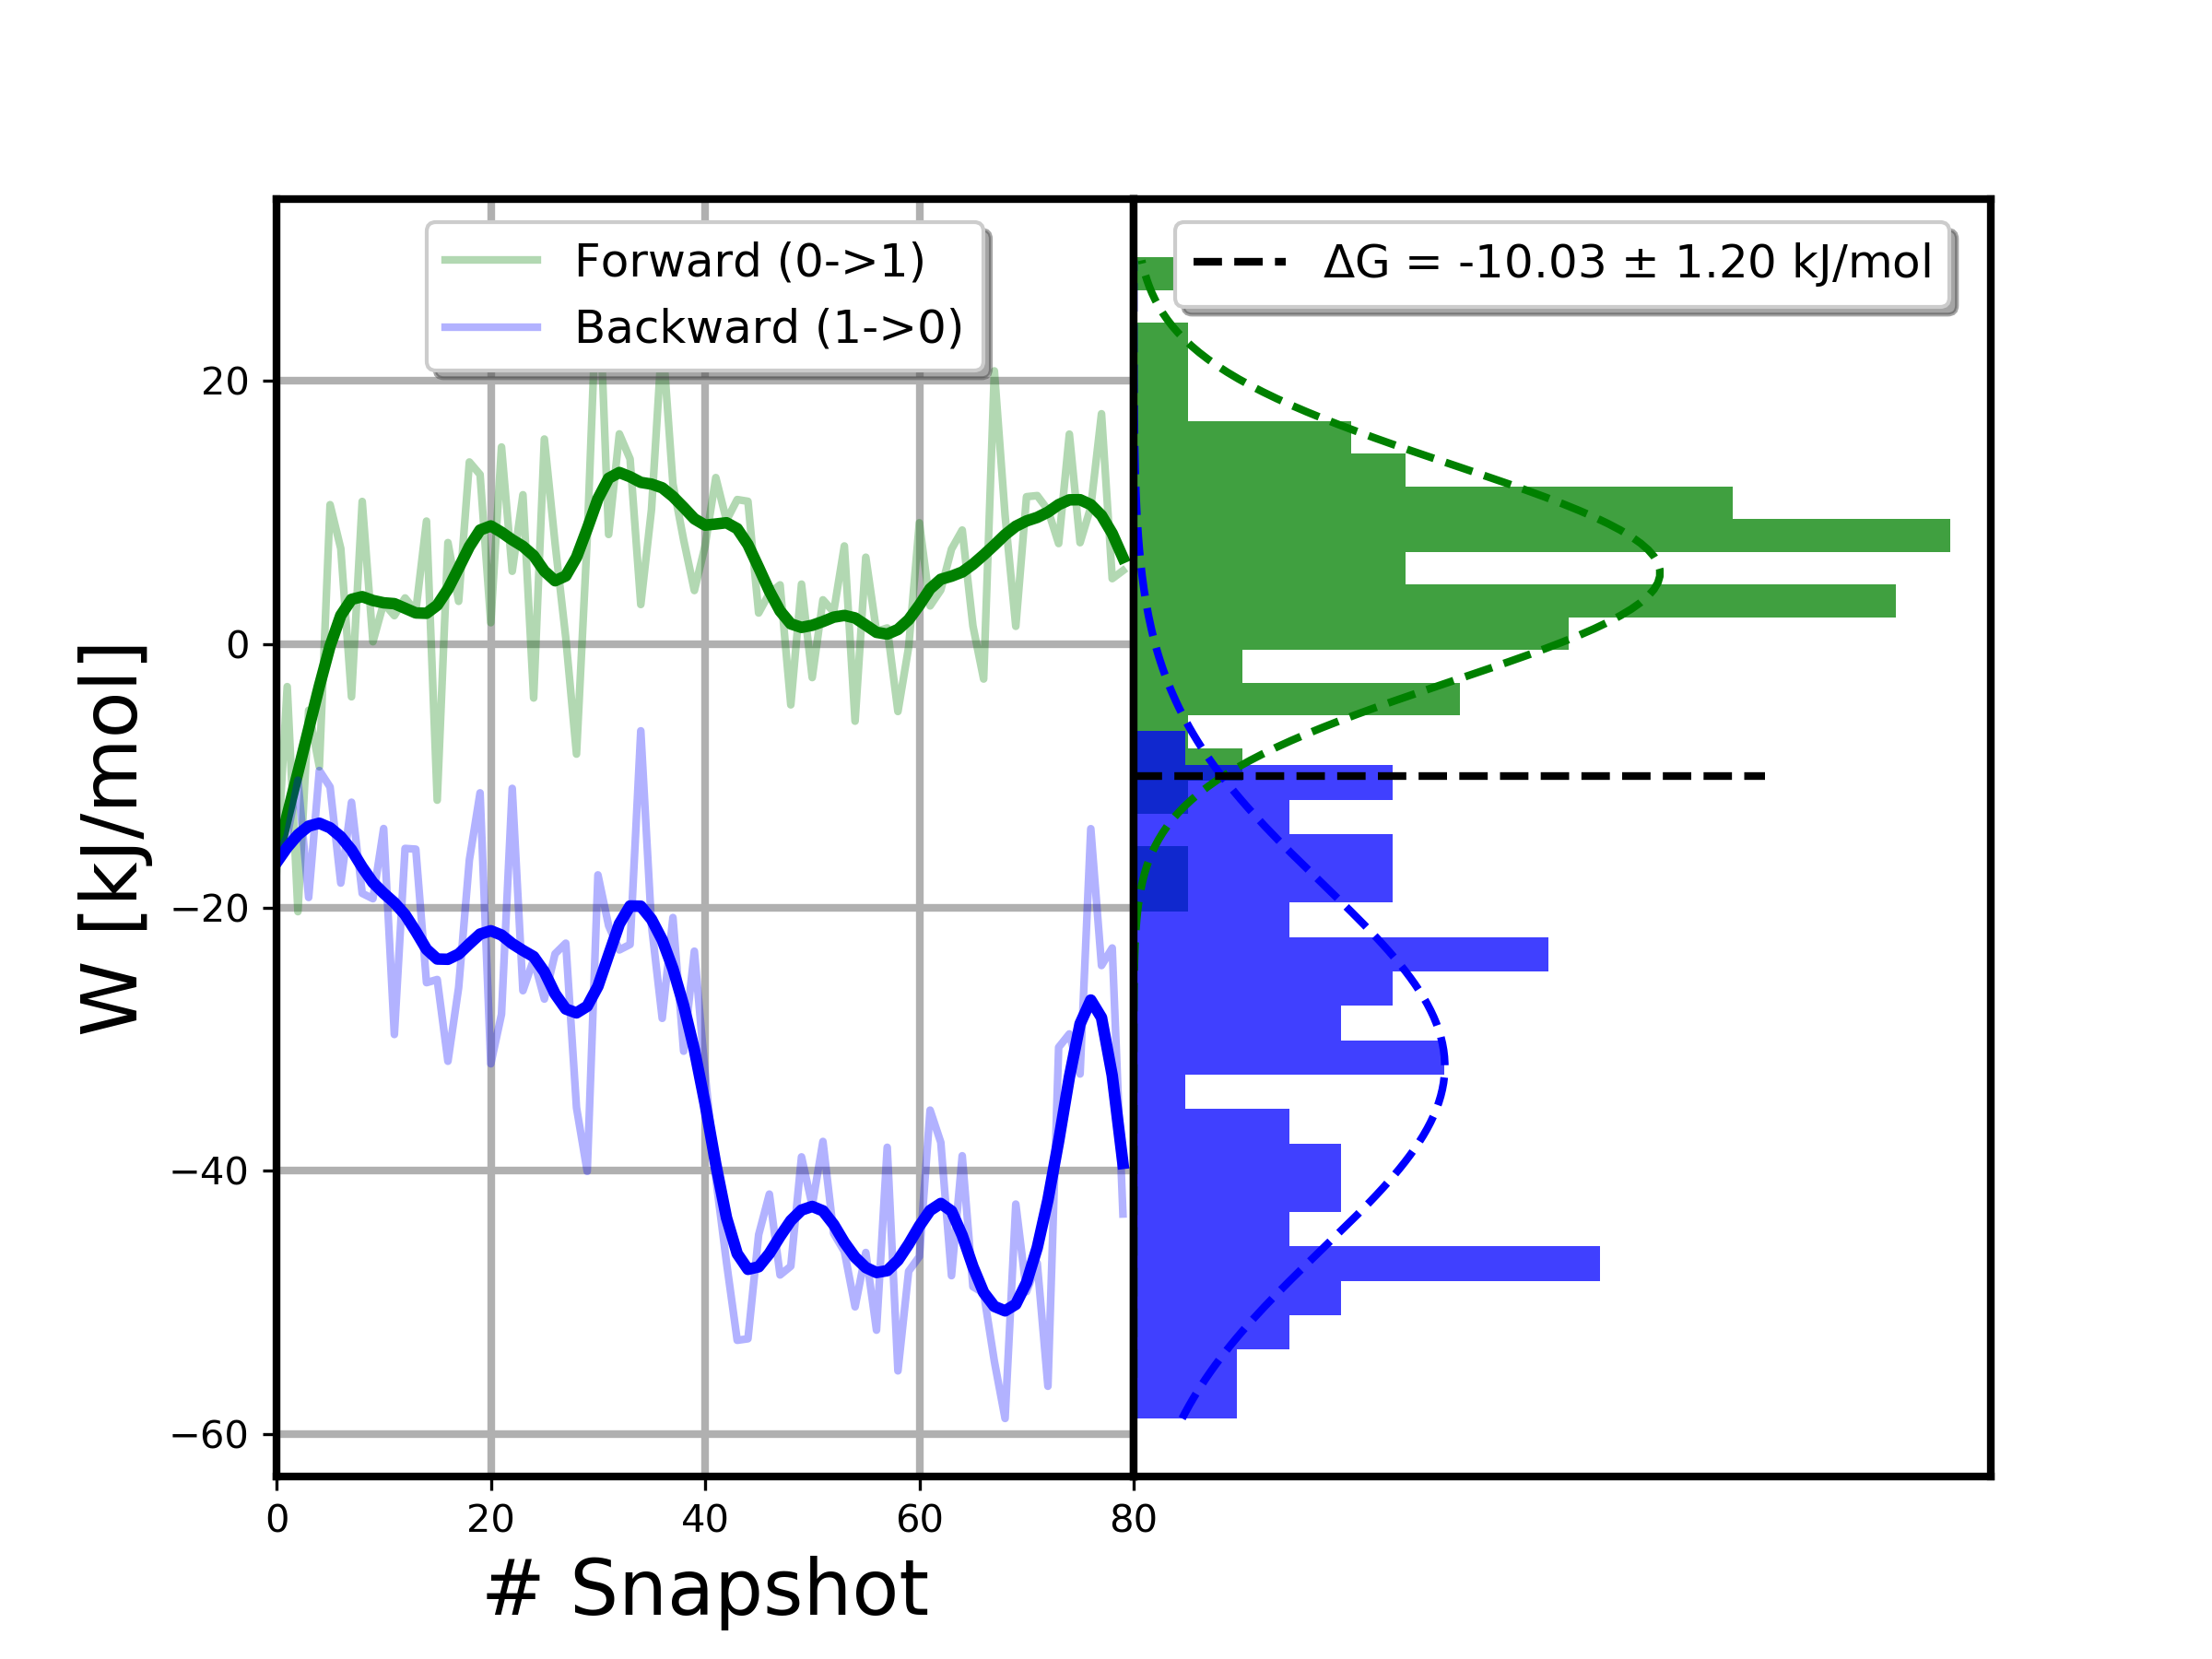 Forward (0->1)
Backward (1->0)
ΔG = -10.03 ± 1.20 kJ/mol
20
0
−20
−40
−60
W [kJ/mol]
0 20 40 60 80
# Snapshot